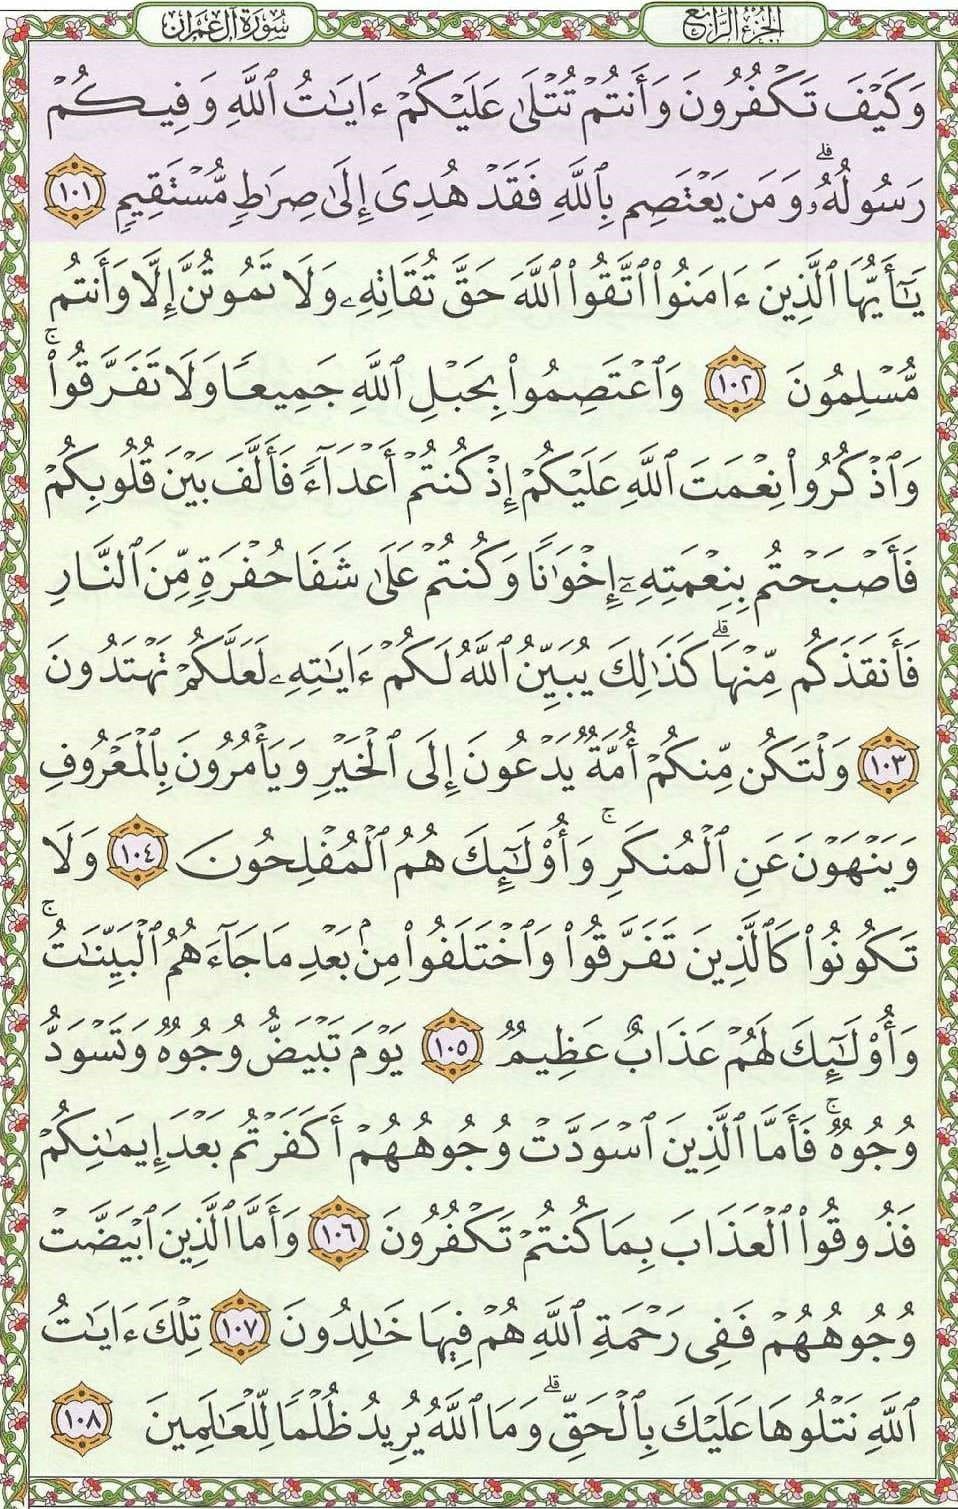 الجزء الرابع
سورة آل عمران
وَكَيْفَ تَكْفُرُونَ وَأَنتُمْ تُتْلَىٰ عَلَيْكُمْ ءَايَٰتُ ٱللَّهِ وَفِيكُمْ
رَسُولُهُۥ ۗ وَمَن يَعْتَصِم بِٱللَّهِ فَقَدْ هُدِىَ إِلَىٰ صِرَٰطٍ مُّسْتَقِيمٍ ١٠١
يَٰٓأَيُّهَا ٱلَّذِينَ ءَامَنُوا۟ ٱتَّقُوا۟ ٱللَّهَ حَقَّ تُقَاتِهِۦ وَلَا تَمُوتُنَّ إِلَّا وَأَنتُم
مُّسْلِمُونَ ١٠٢ وَٱعْتَصِمُوا۟ بِحَبْلِ ٱللَّهِ جَمِيعًا وَلَا تَفَرَّقُوا۟ ۚ
وَٱذْكُرُوا۟ نِعْمَتَ ٱللَّهِ عَلَيْكُمْ إِذْ كُنتُمْ أَعْدَآءً فَأَلَّفَ بَيْنَ قُلُوبِكُمْ
فَأَصْبَحْتُم بِنِعْمَتِهِۦٓ إِخْوَٰنًا وَكُنتُمْ عَلَىٰ شَفَا حُفْرَةٍ مِّنَ ٱلنَّارِ
فَأَنقَذَكُم مِّنْهَا ۗ كَذَٰلِكَ يُبَيِّنُ ٱللَّهُ لَكُمْ ءَايَٰتِهِۦ لَعَلَّكُمْ تَهْتَدُونَ
١٠٣ وَلْتَكُن مِّنكُمْ أُمَّةٌ يَدْعُونَ إِلَى ٱلْخَيْرِ وَيَأْمُرُونَ بِٱلْمَعْرُوفِ
وَيَنْهَوْنَ عَنِ ٱلْمُنكَرِ ۚ وَأُو۟لَٰٓئِكَ هُمُ ٱلْمُفْلِحُونَ ١٠٤ وَلَا
تَكُونُوا۟ كَٱلَّذِينَ تَفَرَّقُوا۟ وَٱخْتَلَفُوا۟ مِنۢ بَعْدِ مَا جَآءَهُمُ ٱلْبَيِّنَٰتُ ۚ
وَأُو۟لَٰٓئِكَ لَهُمْ عَذَابٌ عَظِيمٌ ١٠٥ يَوْمَ تَبْيَضُّ وُجُوهٌ وَتَسْوَدُّ
وُجُوهٌ ۚ فَأَمَّا ٱلَّذِينَ ٱسْوَدَّتْ وُجُوهُهُمْ أَكَفَرْتُم بَعْدَ إِيمَٰنِكُمْ
فَذُوقُوا۟ ٱلْعَذَابَ بِمَا كُنتُمْ تَكْفُرُونَ ١٠٦ وَأَمَّا ٱلَّذِينَ ٱبْيَضَّتْ
وُجُوهُهُمْ فَفِى رَحْمَةِ ٱللَّهِ هُمْ فِيهَا خَٰلِدُونَ ١٠٧ تِلْكَ ءَايَٰتُ
ٱللَّهِ نَتْلُوهَا عَلَيْكَ بِٱلْحَقِّ ۗ وَمَا ٱللَّهُ يُرِيدُ ظُلْمًا لِّلْعَٰلَمِينَ ١٠٨